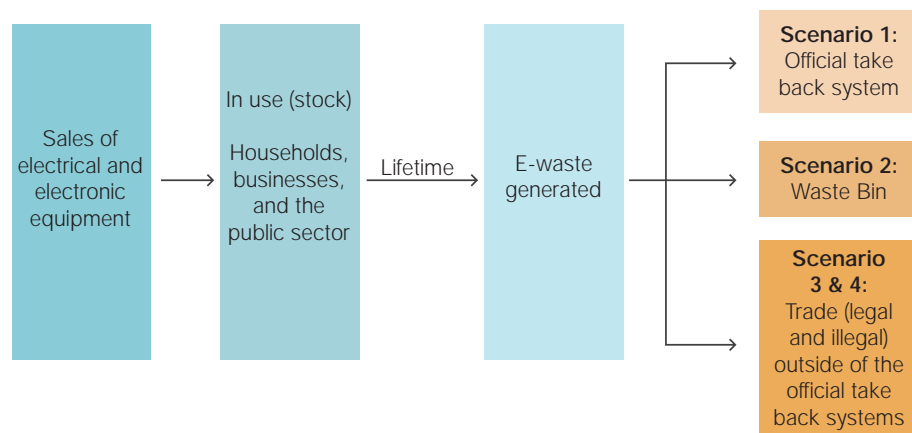 Sales of
electrical and
electronic
equipment
In use (stock)
Households,
businesses,
and the
public sector
Lifetime
E-waste
generated
Scenario 1:
Official take
back system
Scenario 2:
Waste Bin
Scenario
3 & 4:
Trade (legal
and illegal)
outside of the
official take
back systems